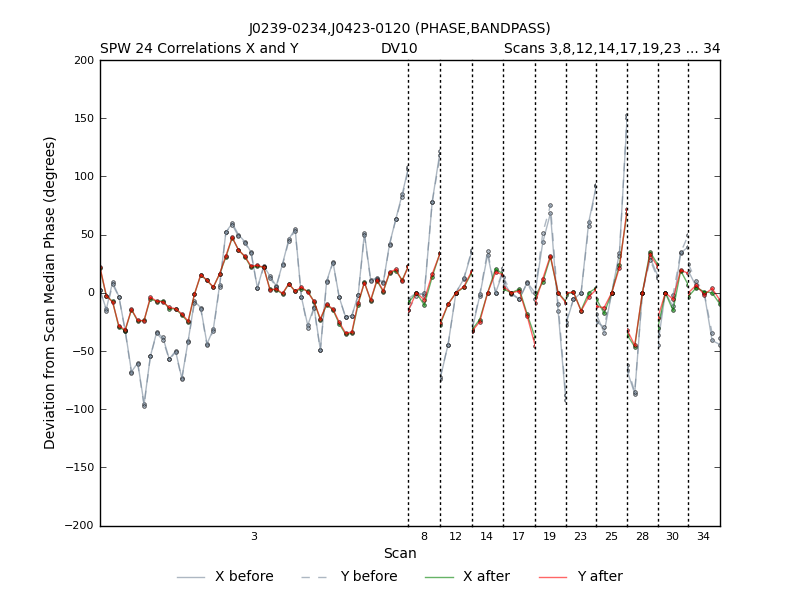 J0239-0234,J0423-0120 (PHASE,BANDPASS)
SPW 24 Correlations X and Y DV10 Scans 3,8,12,14,17,19,23 ... 34
200
150
100
50
0
−50
−100
−150
−200
Deviation from Scan Median Phase (degrees)
3 8 12 14 17 19 23 25 28 30 34
Scan
X before Y before X after Y after